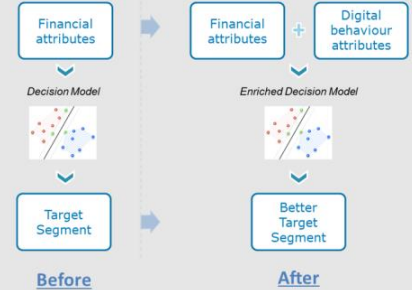 Financial
attributes
Decision Model
Target
Segment
Before
Financial
attributes
+
Digital
behaviour
attributes
Enriched Decision Model
Better
Target
Segment
After